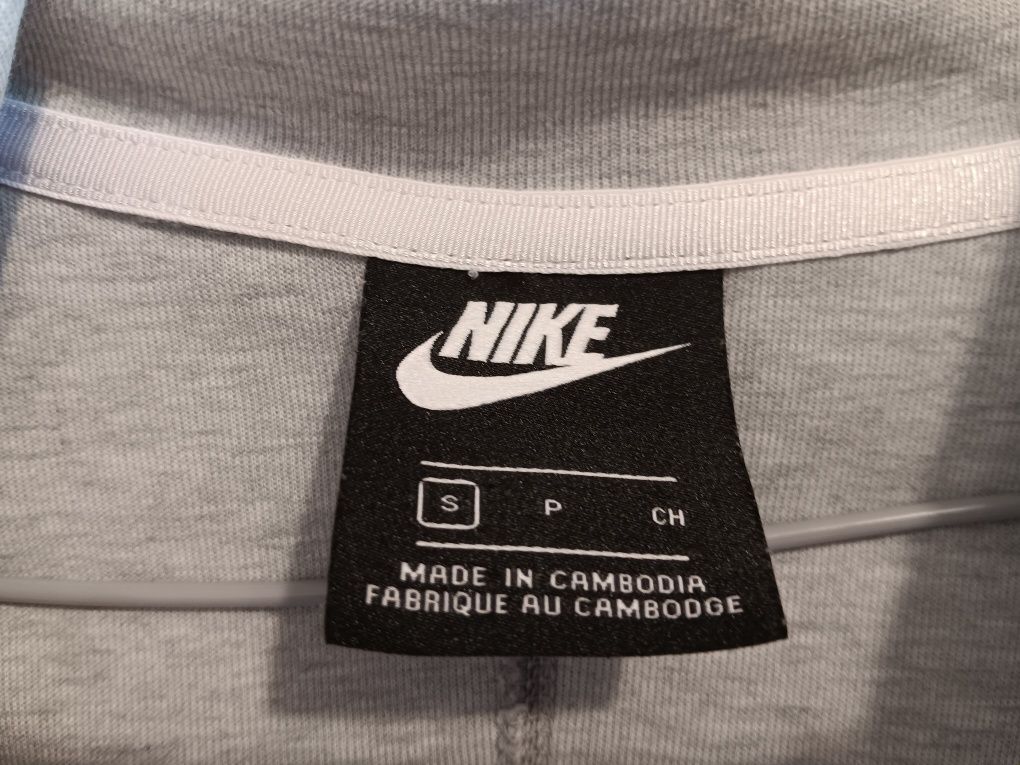 NIKE
S P CH
MADE IN CAMBODIA
FABRIQUE AU CAMBODGE